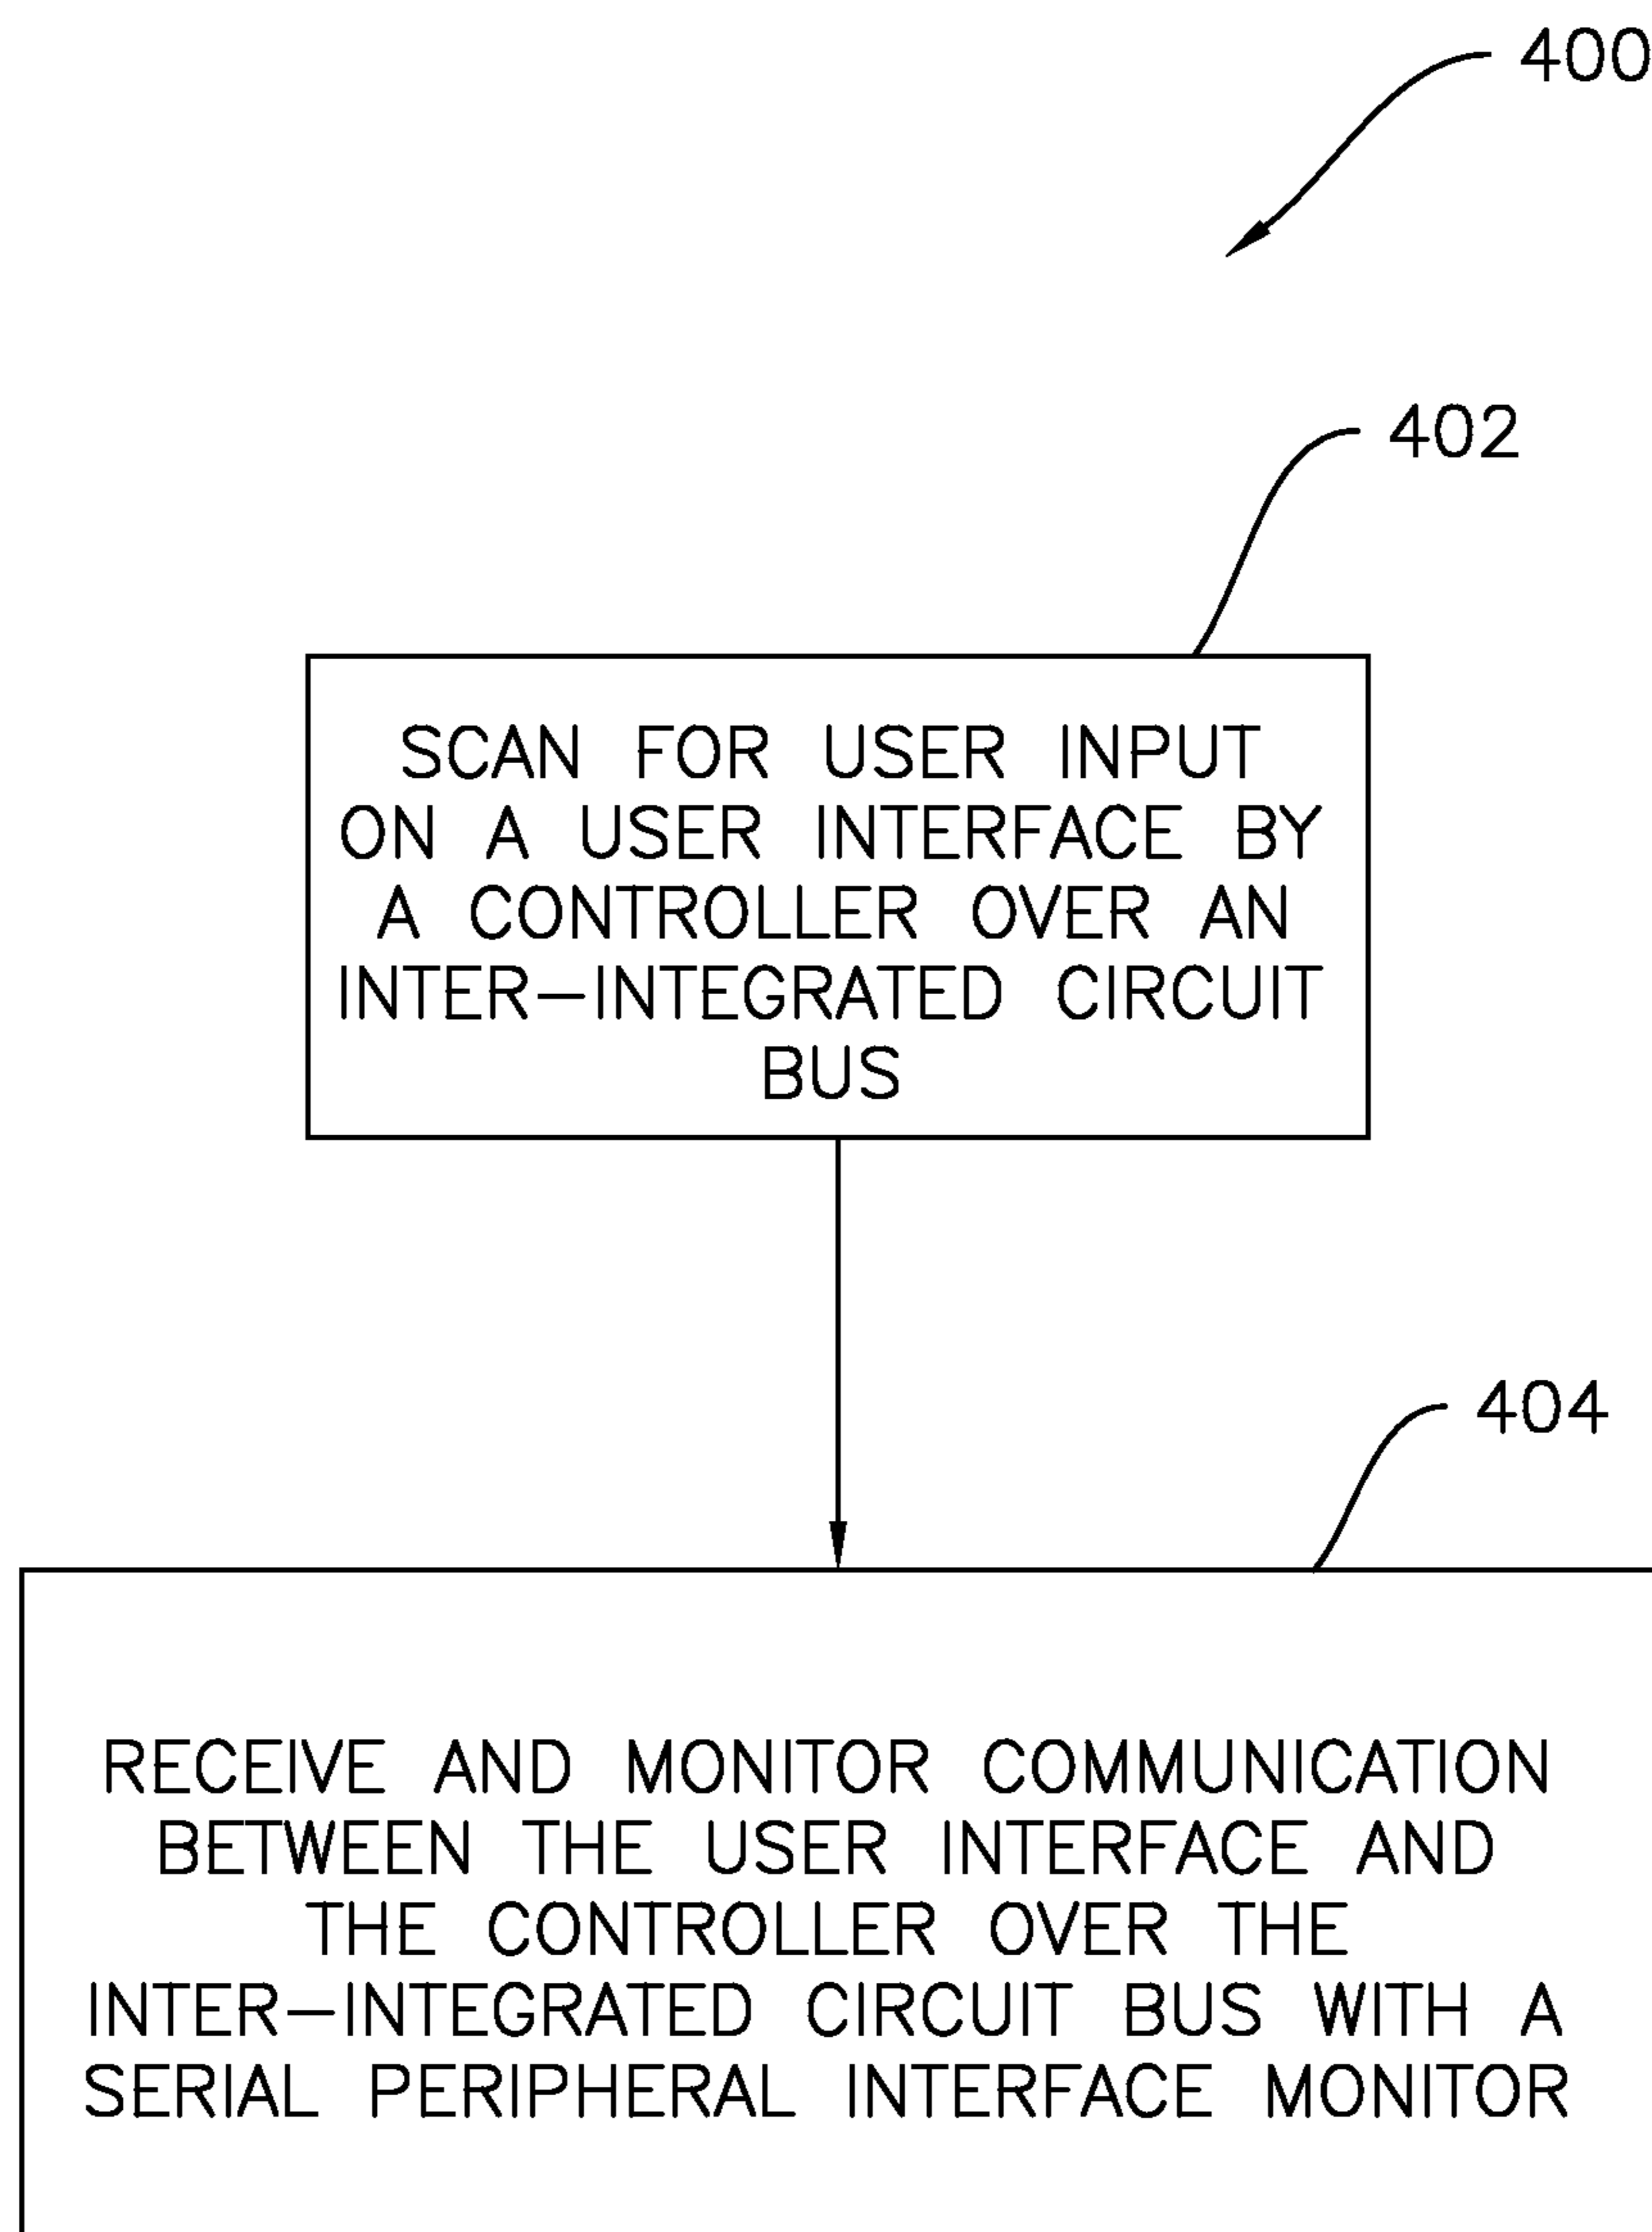 400
402
SCAN FOR USER INPUT
ON A USER INTERFACE BY
A CONTROLLER OVER AN
INTER-INTEGRATED CIRCUIT
BUS
404
RECEIVE AND MONITOR COMMUNICATION
BETWEEN THE USER INTERFACE AND
THE CONTROLLER OVER THE
INTER-INTEGRATED CIRCUIT BUS WITH A
SERIAL PERIPHERAL INTERFACE MONITOR